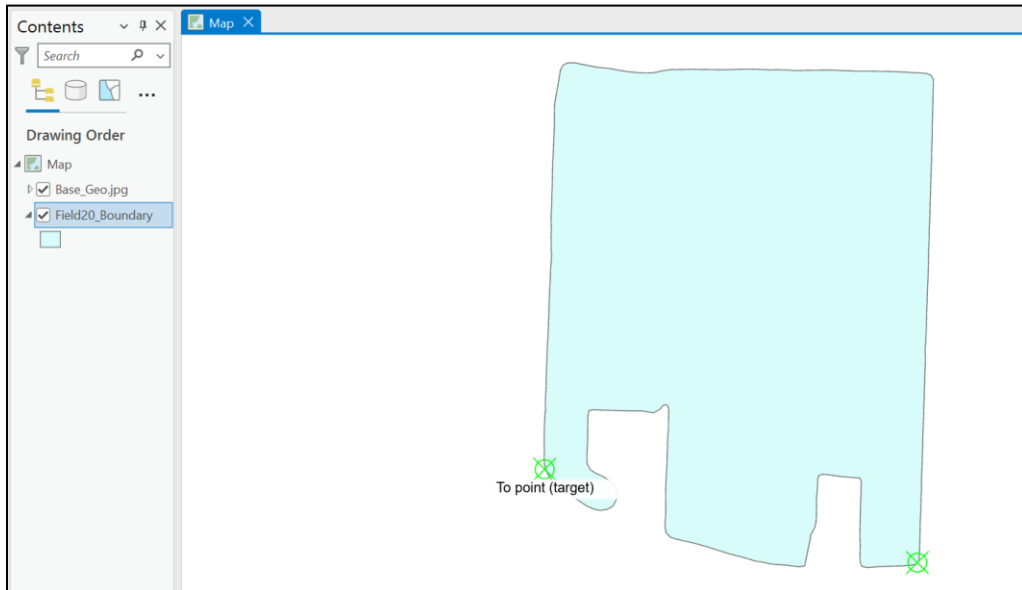 Contents
Map
Search
Drawing Order
Map
Base_Geo.jpg
Field20_Boundary
To point (target)